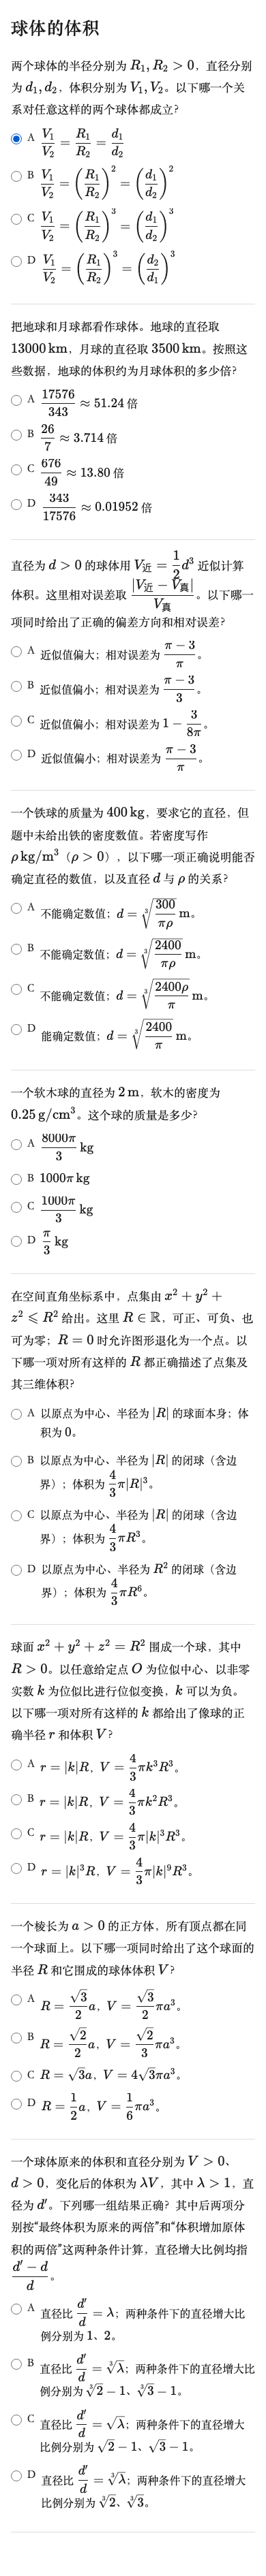 球体的体积
两个球体的半径分别为 R₁, R₂ > 0，直径分别
为 d₁, d₂，体积分别为 V₁, V₂。以下哪一个关
系对任意这样的两个球体都成立？
A V₁/V₂ = R₁/R₂ = d₁/d₂
B V₁/V₂ = (R₁/R₂)² = (d₁/d₂)²
C V₁/V₂ = (R₁/R₂)³ = (d₁/d₂)³
D V₁/V₂ = (R₁/R₂)³ = (d₂/d₁)³
把地球和月球都看作球体。地球的直径取
13000 km，月球的直径取 3500 km。按照这
些数据，地球的体积约为月球体积的多少倍？
A 17576/343 ≈ 51.24 倍
B 26/7 ≈ 3.714 倍
C 676/49 ≈ 13.80 倍
D 343/17576 ≈ 0.01952 倍
直径为 d > 0 的球体用 V近 = 1/2 d³ 近似计算
体积。这里相对误差取 |V近 − V真|/V真。以下哪一
项同时给出了正确的偏差方向和相对误差？
A 近似值偏大；相对误差为 (π − 3)/π。
B 近似值偏小；相对误差为 (π − 3)/3。
C 近似值偏小；相对误差为 1 − 3/(8π)。
D 近似值偏小；相对误差为 (π − 3)/π。
一个铁球的质量为 400 kg，要求它的直径，但
题中未给出铁的密度数值。若密度写作
ρ kg/m³（ρ > 0），以下哪一项正确说明能否
确定直径的数值，以及直径 d 与 ρ 的关系？
A 不能确定数值；d = ∛(300/(πρ)) m。
B 不能确定数值；d = ∛(2400/(πρ)) m。
C 不能确定数值；d = ∛(2400ρ/π) m。
D 能确定数值；d = ∛(2400/π) m。
一个软木球的直径为 2 m，软木的密度为
0.25 g/cm³。这个球的质量是多少？
A 8000π/3 kg
B 1000π kg
C 1000π/3 kg
D π/3 kg
在空间直角坐标系中，点集由 x² + y² +
z² ⩽ R² 给出。这里 R ∈ ℝ，可正、可负、也
可为零；R = 0 时允许图形退化为一个点。以
下哪一项对所有这样的 R 都正确描述了点集及
其三维体积？
A 以原点为中心、半径为 |R| 的球面本身；体
积为 0。
B 以原点为中心、半径为 |R| 的闭球（含边
界）；体积为 4/3 π|R|³。
C 以原点为中心、半径为 |R| 的闭球（含边
界）；体积为 4/3 πR³。
D 以原点为中心、半径为 R² 的闭球（含边
界）；体积为 4/3 πR⁶。
球面 x² + y² + z² = R² 围成一个球，其中
R > 0。以任意给定点 O 为位似中心、以非零
实数 k 为位似比进行位似变换，k 可以为负。
以下哪一项对所有这样的 k 都给出了像球的正
确半径 r 和体积 V？
A r = |k|R，V = 4/3 πk³R³。
B r = |k|R，V = 4/3 πk²R³。
C r = |k|R，V = 4/3 π|k|³R³。
D r = |k|³R，V = 4/3 π|k|⁹R³。
一个棱长为 a > 0 的正方体，所有顶点都在同
一个球面上。以下哪一项同时给出了这个球面的
半径 R 和它围成的球体体积 V？
A R = √3/2 a，V = √3/2 πa³。
B R = √2/2 a，V = √2/3 πa³。
C R = √3a，V = 4√3πa³。
D R = 1/2 a，V = 1/6 πa³。
一个球体原来的体积和直径分别为 V > 0、
d > 0，变化后的体积为 λV，其中 λ > 1，直
径为 d′。下列哪一组结果正确？其中后两项分
别按“最终体积为原来的两倍”和“体积增加原体
积的两倍”这两种条件计算，直径增大比例均指
(d′ − d)/d。
A 直径比 d′/d = λ；两种条件下的直径增大比
例分别为 1、2。
B 直径比 d′/d = ∛λ；两种条件下的直径增大比
例分别为 ∛2 − 1、∛3 − 1。
C 直径比 d′/d = √λ；两种条件下的直径增大
比例分别为 √2 − 1、√3 − 1。
D 直径比 d′/d = ∛λ；两种条件下的直径增大
比例分别为 ∛2、∛3。